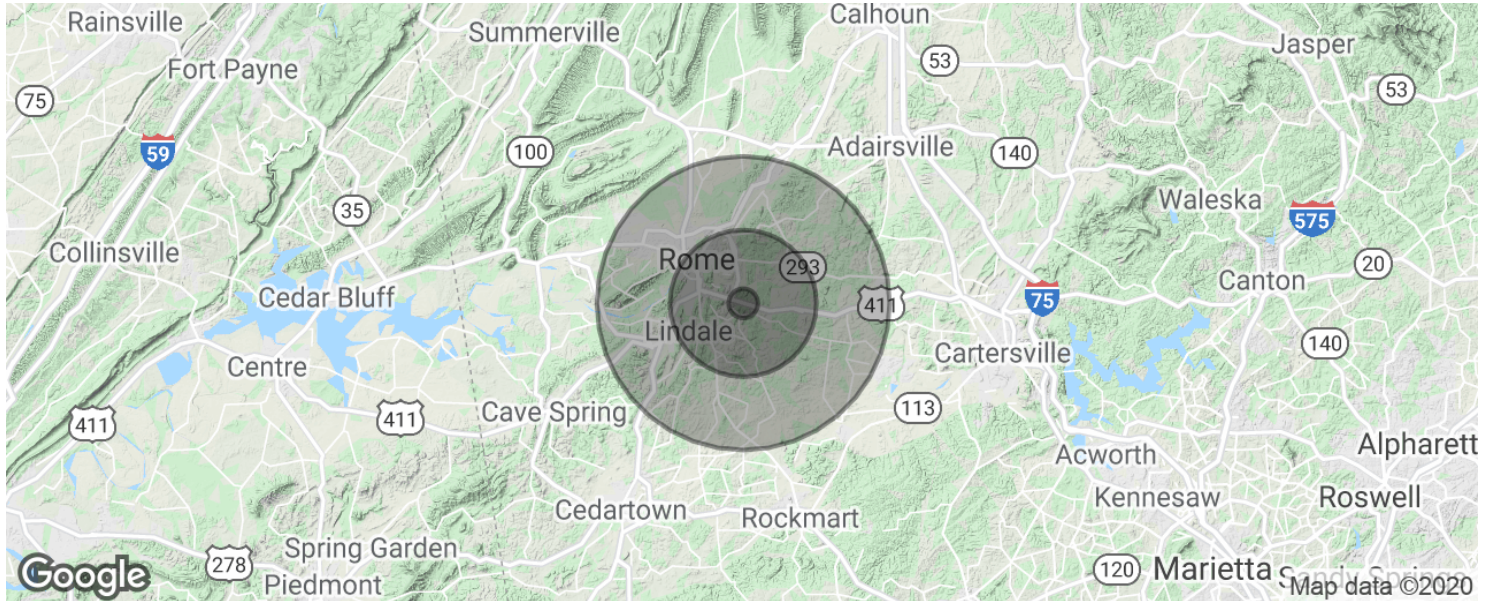 Rainsville
Summerville
Calhoun
Jasper
Fort Payne
53
53
75
59
100
Adairsville
140
Waleska
35
575
Collinsville
Rome
293
20
Canton
Cedar Bluff
411
75
Lindale
140
Cartersville
Centre
411
411
Cave Spring
113
Acworth
Alpharett
Kennesaw
Roswell
Cedartown
Rockmart
Spring Garden
278
120
Marietta
Sandy Springs
Google
Piedmont
Map data ©2020